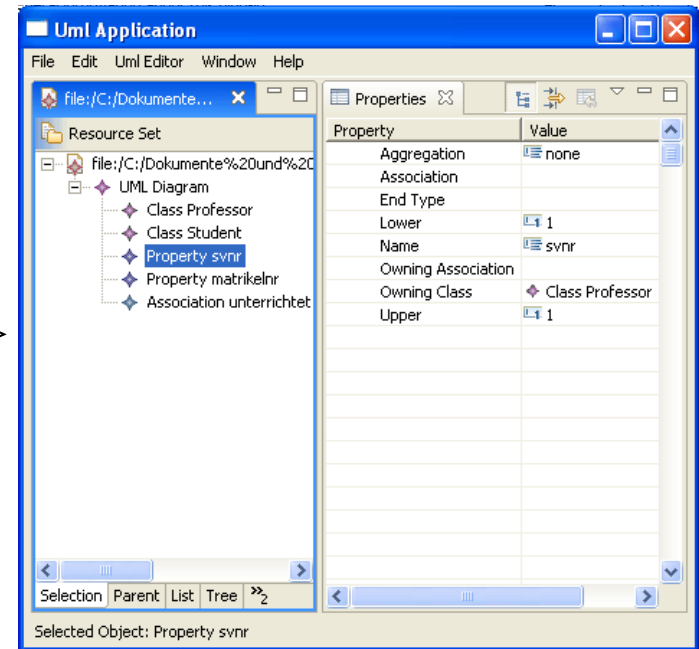 Uml Application
File Edit Uml Editor Window Help
file:/C:/Dokumente...
Resource Set
file:/C:/Dokumente%20und%20
UML Diagram
Class Professor
Class Student
Property svnr
Property matrikelnr
Association unterrichtet
Selection Parent List Tree »2
Properties
Property Value
Aggregation none
Association
End Type
Lower 1
Name svnr
Owning Association
Owning Class Class Professor
Upper 1
Selected Object: Property svnr